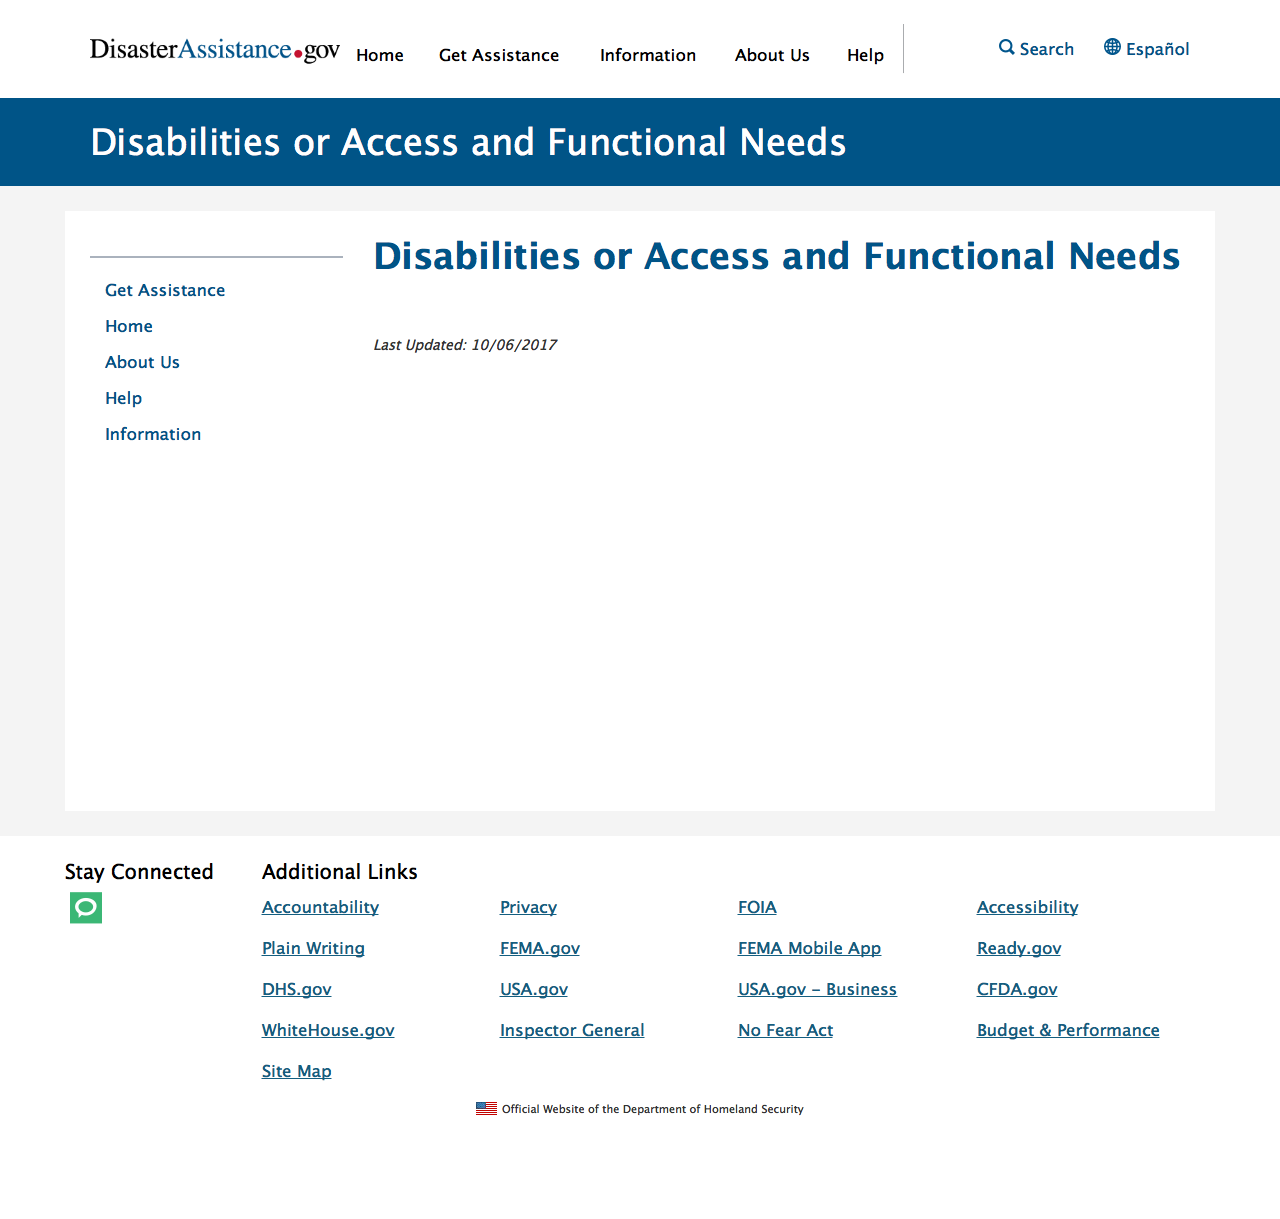 DisasterAssistance.gov Home Get Assistance Information About Us Help Search Español
Disabilities or Access and Functional Needs
Disabilities or Access and Functional Needs
Get Assistance
Home
About Us
Help
Information
Last Updated: 10/06/2017
Stay Connected
Additional Links
Accountability Privacy FOIA Accessibility
Plain Writing FEMA.gov FEMA Mobile App Ready.gov
DHS.gov USA.gov USA.gov – Business CFDA.gov
WhiteHouse.gov Inspector General No Fear Act Budget & Performance
Site Map
Official Website of the Department of Homeland Security